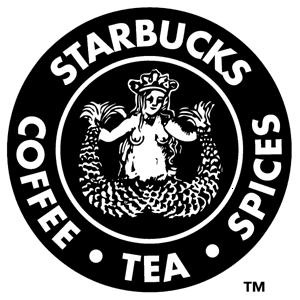 STARBUCKS
COFFEE • TEA • SPICES
TM